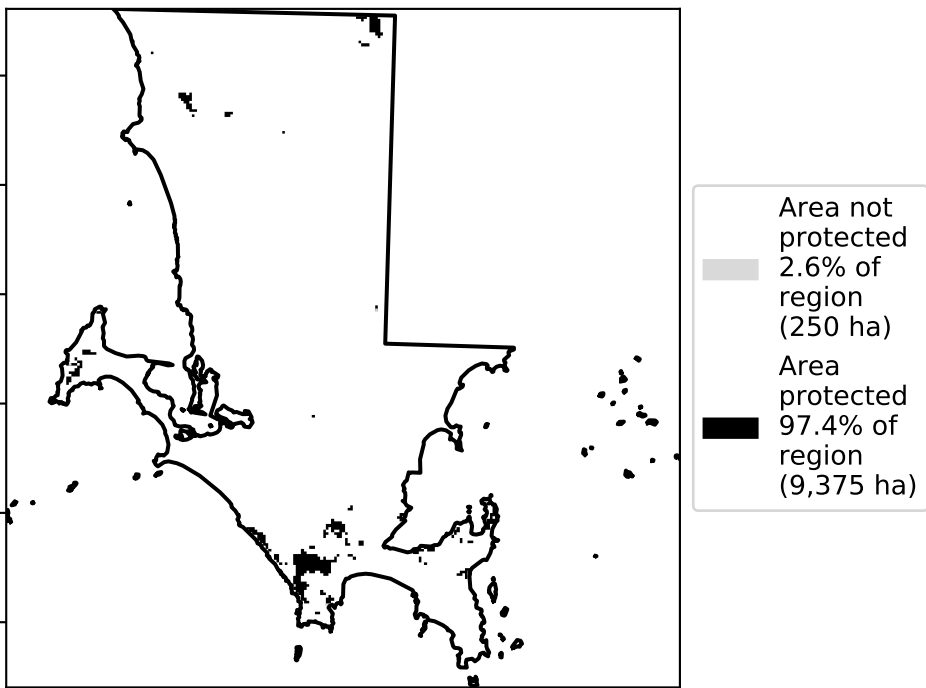 Area not
protected
2.6% of
region
(250 ha)
Area
protected
97.4% of
region
(9,375 ha)